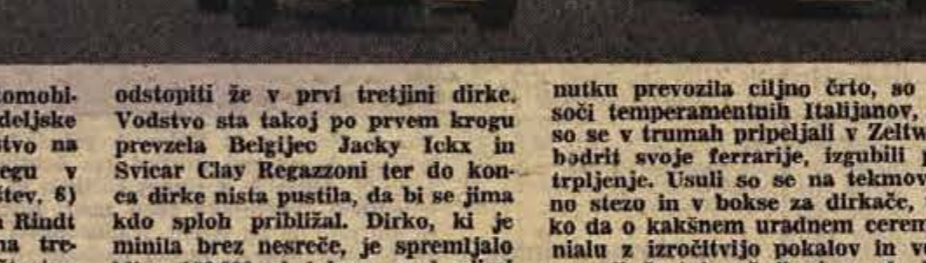 tomobi-
deljske
stvo na
egu v
štev. 6)
Rindt
na tre-
odstopiti že v prvi tretjini dirke.
Vodstvo sta takoj po prvem krogu
prevzela Belgijec Jacky Ickx in
Švicar Clay Regazzoni ter do kon-
ca dirke nista pustila, da bi se jima
kdo sploh približal. Dirko, ki je
minila brez nesreče, je spremljalo
nutku prevozila ciljno črto, so
soči temperamentnih Italijanov,
so se v trumah pripeljali v Zeltw
bodrit svoje ferrarije, izgubili
trpljenje. Usuli so se na tekmov
no stezo in v bokse za dirkače,
ko da o kakšnem uradnem cerem
nialu z izročitvijo pokalov in v